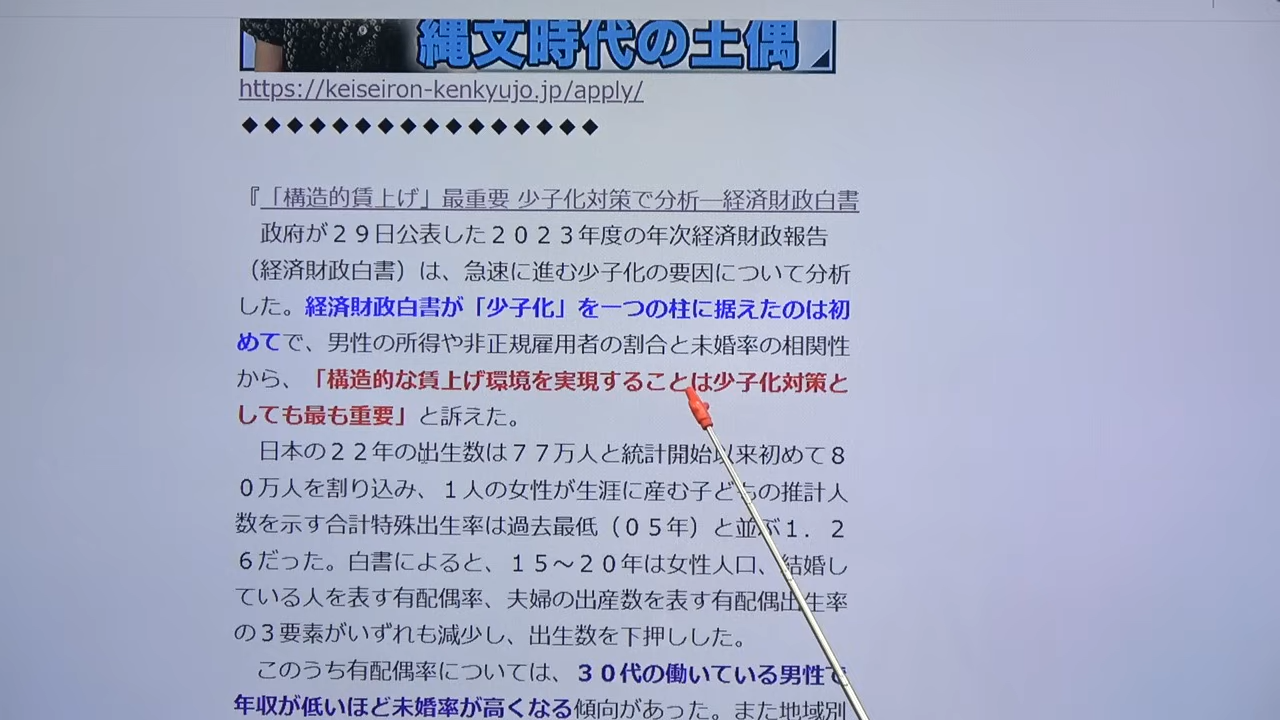 縄文時代の土偶
https://keiseiron-kenkyujo.jp/apply/
◆◆◆◆◆◆◆◆◆◆◆◆◆◆◆◆
『「構造的賃上げ」最重要 少子化対策で分析―経済財政白書
政府が２９日公表した２０２３年度の年次経済財政報告
（経済財政白書）は、急速に進む少子化の要因について分析
した。経済財政白書が「少子化」を一つの柱に据えたのは初
めてで、男性の所得や非正規雇用者の割合と未婚率の相関性
から、「構造的な賃上げ環境を実現することは少子化対策と
しても最も重要」と訴えた。
日本の２２年の出生数は７７万人と統計開始以来初めて８
０万人を割り込み、１人の女性が生涯に産む子どもの推計人
数を示す合計特殊出生率は過去最低（０５年）と並ぶ１．２
６だった。白書によると、１５～２０年は女性人口、結婚し
ている人を表す有配偶率、夫婦の出産数を表す有配偶出生率
の３要素がいずれも減少し、出生数を下押しした。
このうち有配偶率については、３０代の働いている男性で
年収が低いほど未婚率が高くなる傾向があった。また地域別